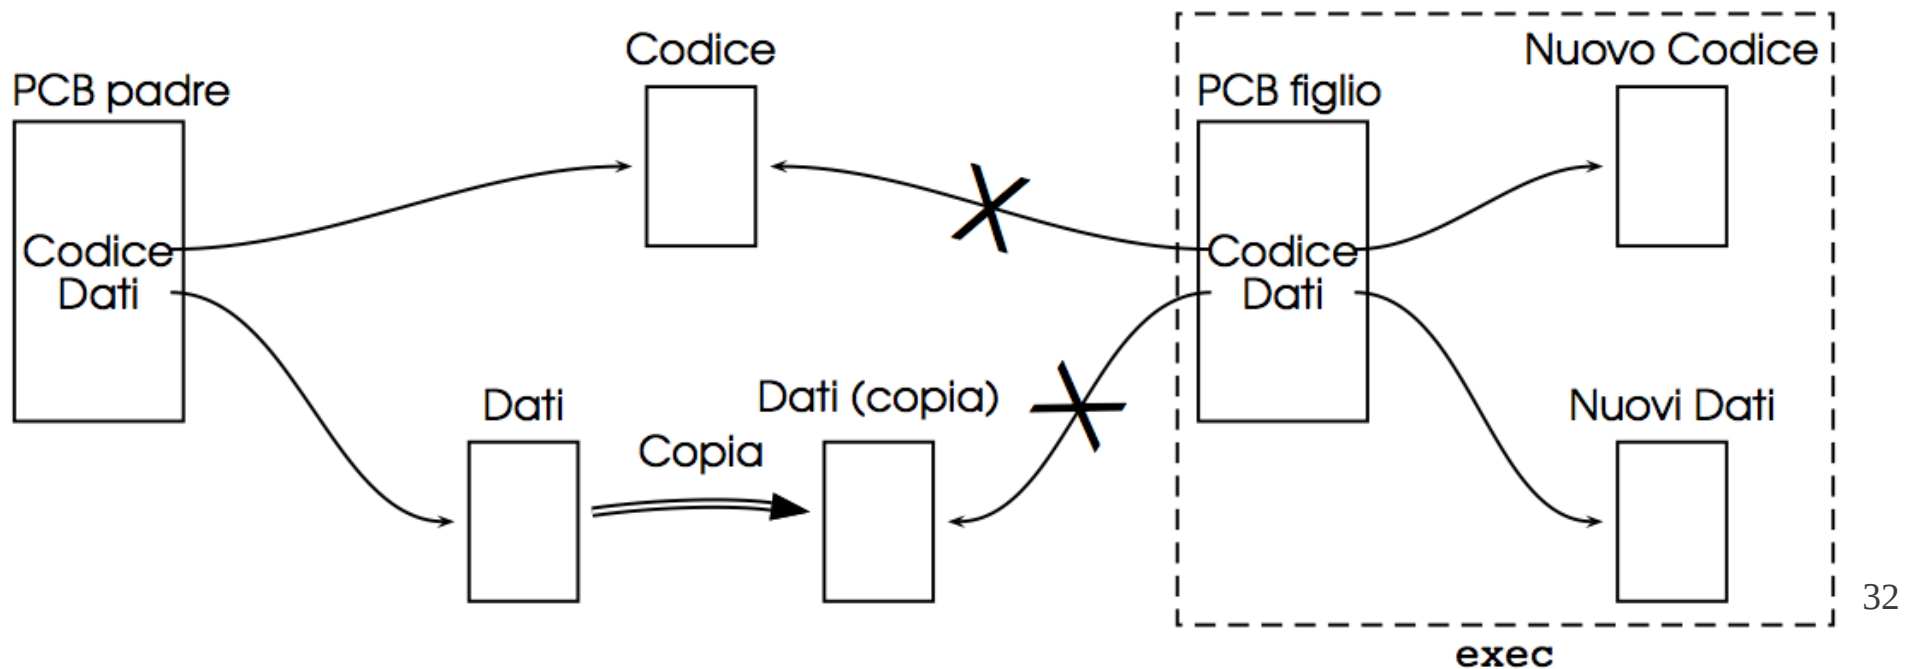 PCB padre
Codice
Dati
Codice
Dati
Copia
Dati (copia)
PCB figlio
Codice
Dati
Nuovo Codice
Nuovi Dati
exec
32